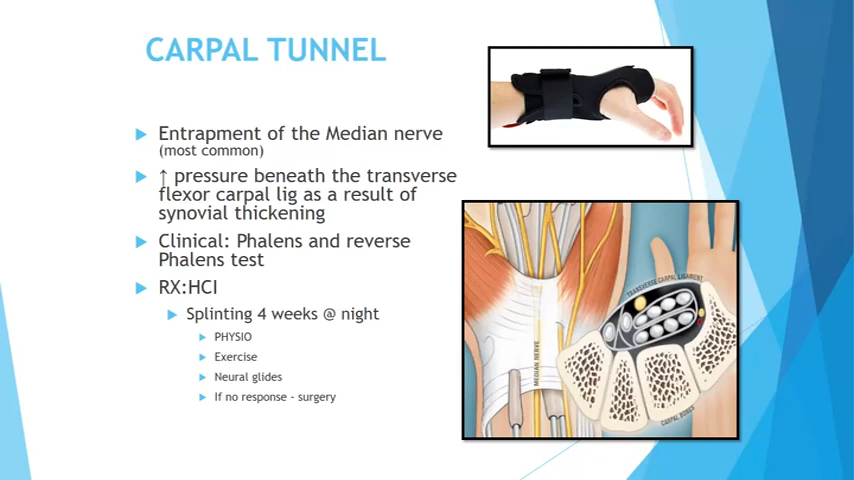 CARPAL TUNNEL
Entrapment of the Median nerve
(most common)
↑ pressure beneath the transverse
flexor carpal lig as a result of
synovial thickening
Clinical: Phalens and reverse
Phalens test
RX:HCI
Splinting 4 weeks @ night
PHYSIO
Exercise
Neural glides
If no response - surgery
TRANSVERSE CARPAL LIGAMENT
MEDIAN NERVE
CARPAL BONES